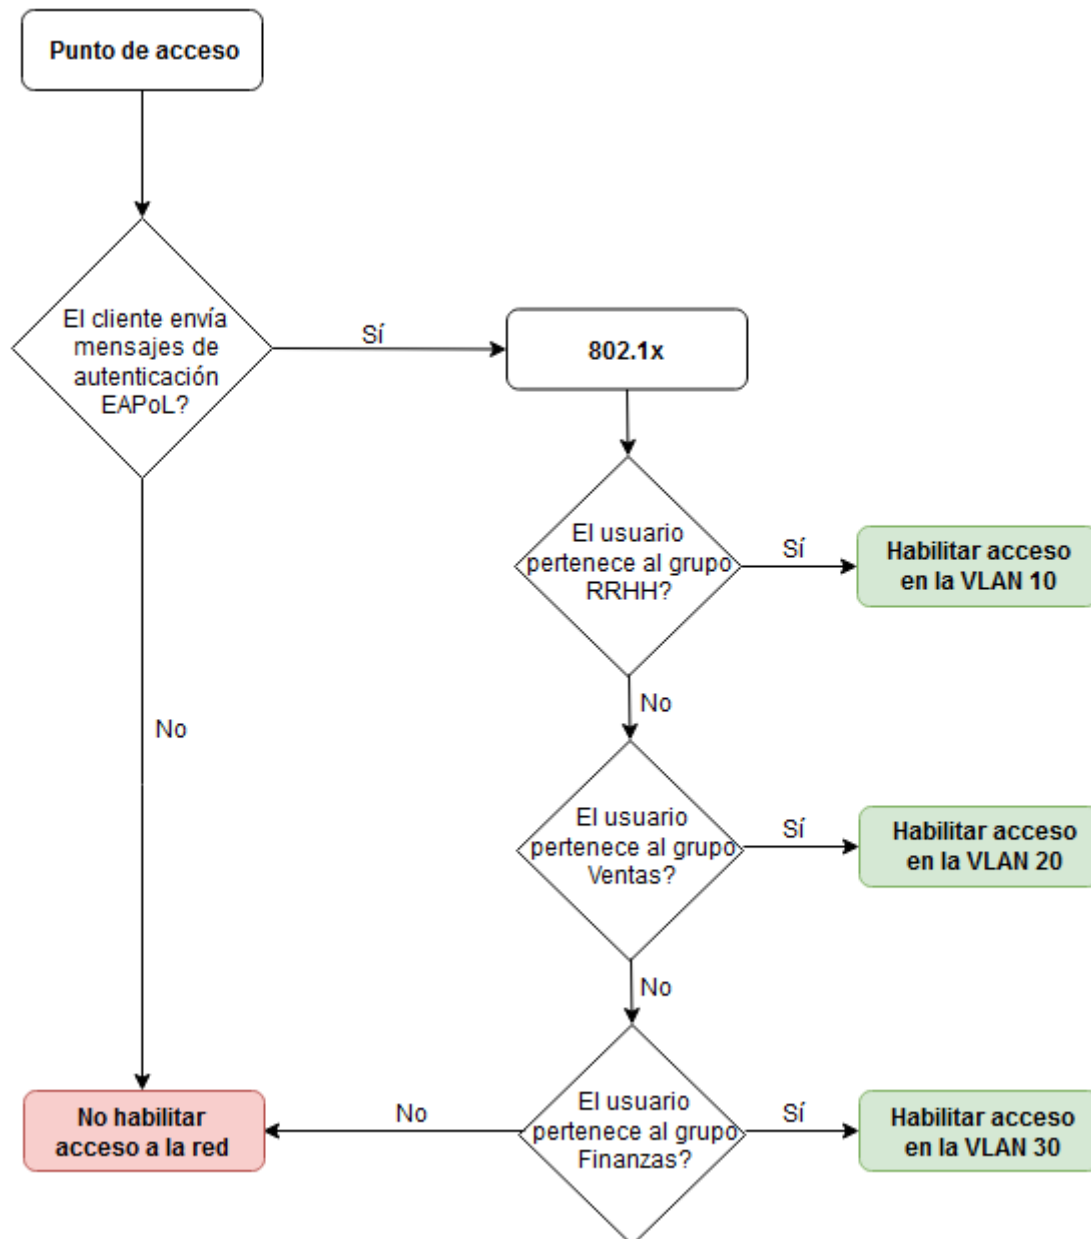 Punto de acceso
El cliente envía
mensajes de
autenticación
EAPoL?
Sí
802.1x
El usuario
pertenece al grupo
RRHH?
Sí
Habilitar acceso
en la VLAN 10
No
No
El usuario
pertenece al grupo
Ventas?
Sí
Habilitar acceso
en la VLAN 20
No
No habilitar
acceso a la red
No
El usuario
pertenece al grupo
Finanzas?
Sí
Habilitar acceso
en la VLAN 30